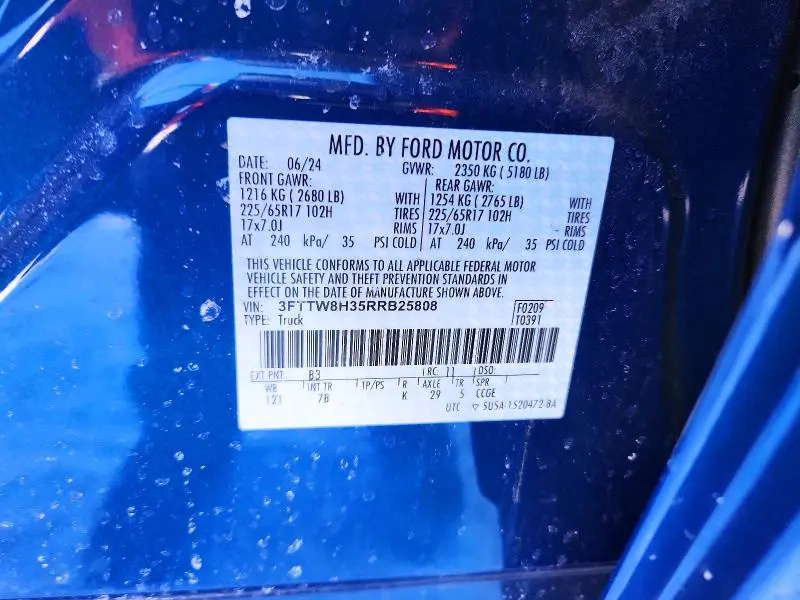 MFD. BY FORD MOTOR CO.
DATE: 06/24 GVWR: 2350 KG ( 5180 LB)
FRONT GAWR: REAR GAWR:
1216 KG ( 2680 LB) WITH 1254 KG ( 2765 LB) WITH
225/65R17 102H TIRES 225/65R17 102H TIRES
17x7.0J RIMS 17x7.0J - RIMS
AT 240 kPa/ 35 PSI COLD AT 240 kPa/ 35 PSI COLD
THIS VEHICLE CONFORMS TO ALL APPLICABLE FEDERAL MOTOR
VEHICLE SAFETY AND THEFT PREVENTION STANDARDS IN
EFFECT ON THE DATE OF MANUFACTURE SHOWN ABOVE.
VIN: 3FTTW8H35RRB25808 F0209
TYPE: Truck T0391
EXT PNT B3 RC: 11 DSO:
WB INT TR TP/PS R AXLE TR SPR
121 7B K 29 5 CCGE
UTC ▽ 5U5A-1520472-BA